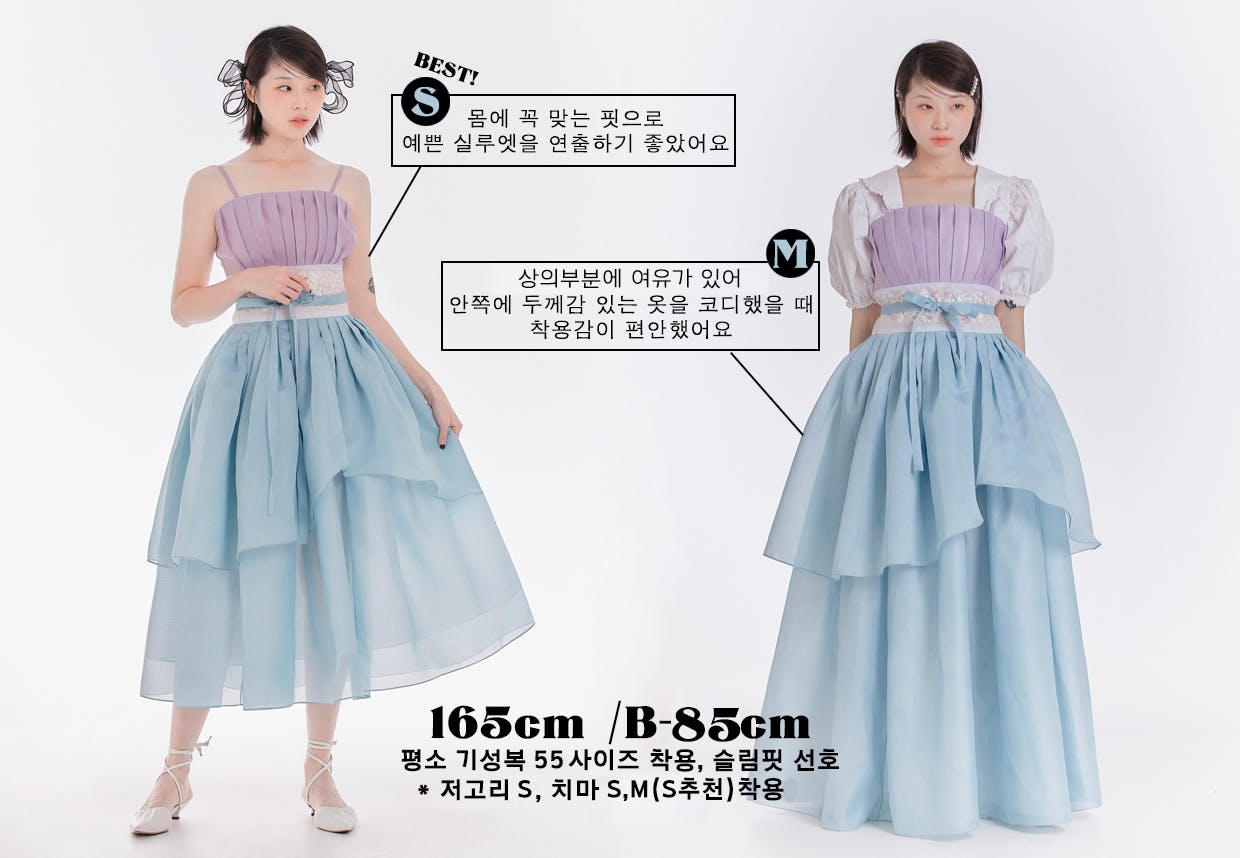 BEST!
S
몸에 꼭 맞는 핏으로
예쁜 실루엣을 연출하기 좋았어요
M
상의부분에 여유가 있어
안쪽에 두께감 있는 옷을 코디했을 때
착용감이 편안했어요
165cm /B-85cm
평소 기성복 55사이즈 착용, 슬림핏 선호
* 저고리 S, 치마 S,M(S추천)착용